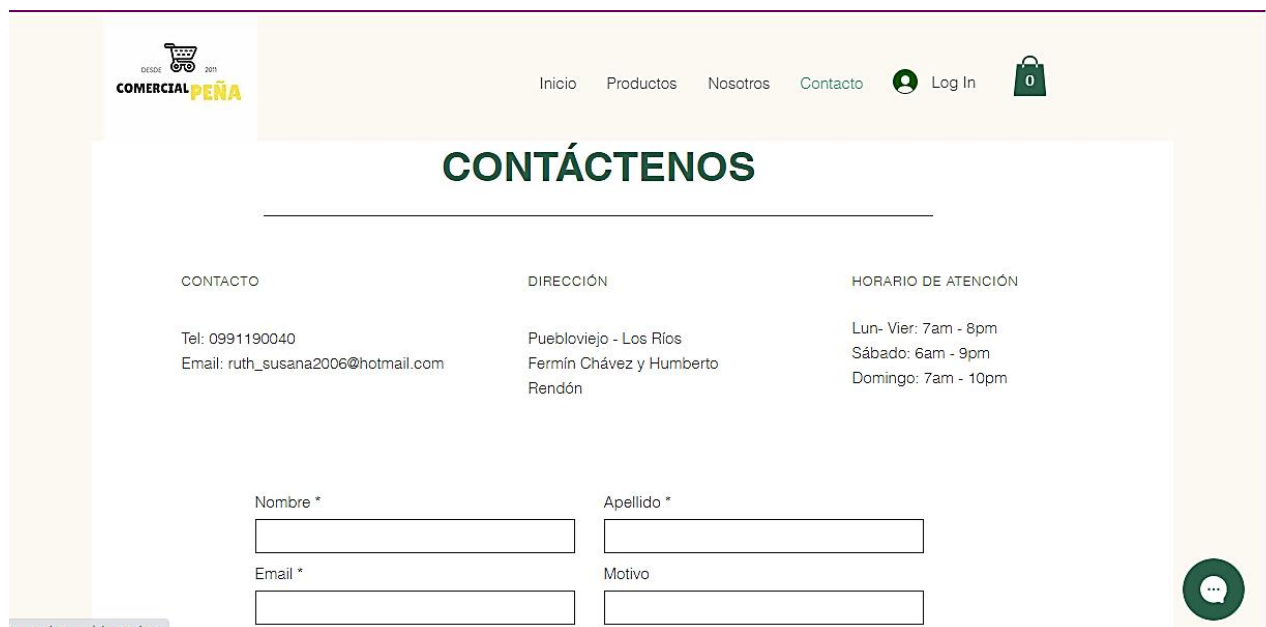 DESDE 2011
COMERCIAL PEÑA
Inicio Productos Nosotros Contacto Log In 0
CONTÁCTENOS
CONTACTO
Tel: 0991190040
Email: ruth_susana2006@hotmail.com
DIRECCIÓN
Puebloviejo - Los Ríos
Fermín Chávez y Humberto
Rendón
HORARIO DE ATENCIÓN
Lun- Vier: 7am - 8pm
Sábado: 6am - 9pm
Domingo: 7am - 10pm
Nombre *
Apellido *
Email *
Motivo